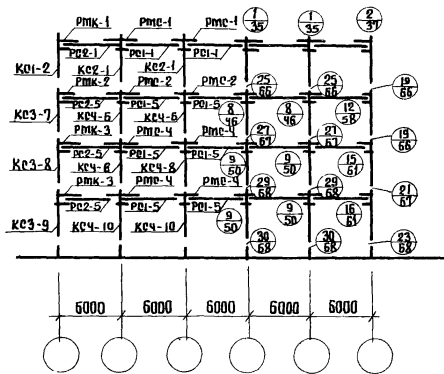 РМК-1 РМС-1 РМС-1 1/35 1/35 2/37
КС1-2 РС2-1 РС1-1 РС1-1
КС2-1 КС2-1
РМК-2 РМС-2 РМС-2 25/66 25/66 19/66
КС3-7 РС2-5 РС1-5 РС1-5 8/46 8/46 12/58
КС4-6 КС4-6
РМК-3 РМС-4 РМС-4 27/67 27/67 19/66
КС3-8 РС2-5 РС1-5 РС1-5 9/50 9/50 15/61
КС4-8 КС4-8
РМК-3 РМС-4 РМС-4 29/68 29/68 21/67
РС2-5 РС1-5 РС1-5 9/50 9/50 16/61
КС3-9 КС4-10 КС4-10
30/68 30/68 23/68
6000 6000 6000 6000 6000